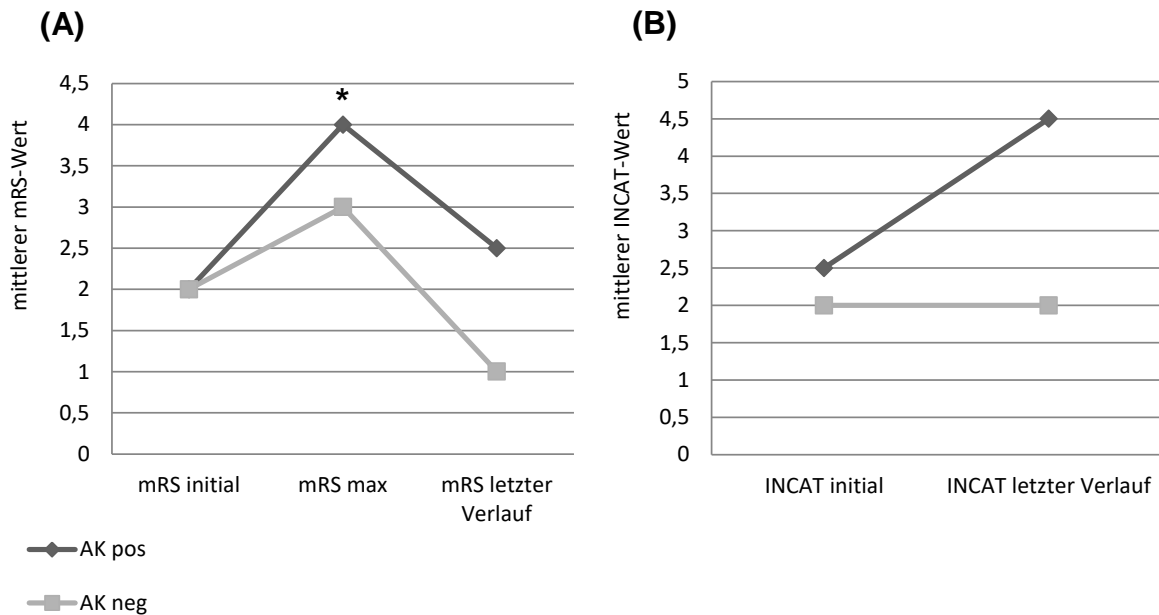 (A)
mittlerer mRS-Wert
4,5
4
3,5
3
2,5
2
1,5
1
0,5
0
*
mRS initial
mRS max
mRS letzter
Verlauf
AK pos
AK neg
(B)
mittlerer INCAT-Wert
5
4,5
4
3,5
3
2,5
2
1,5
1
0,5
0
INCAT initial
INCAT letzter Verlauf